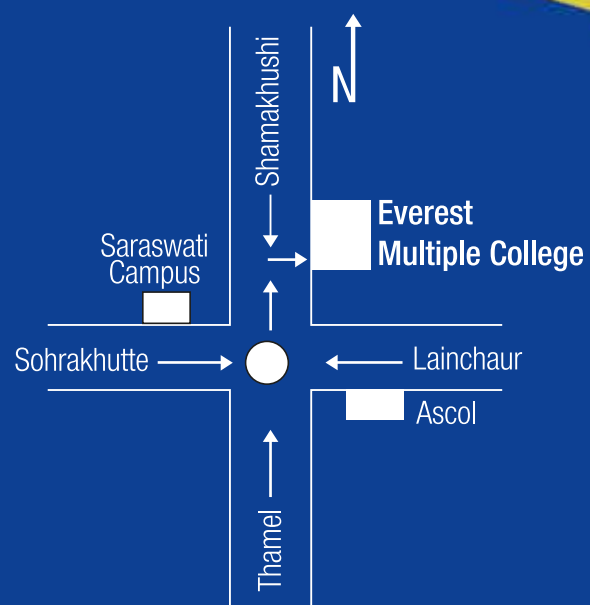 N
Shamakhushi
Everest
Multiple College
Saraswati
Campus
Sohrakhutte
Lainchaur
Ascol
Thamel